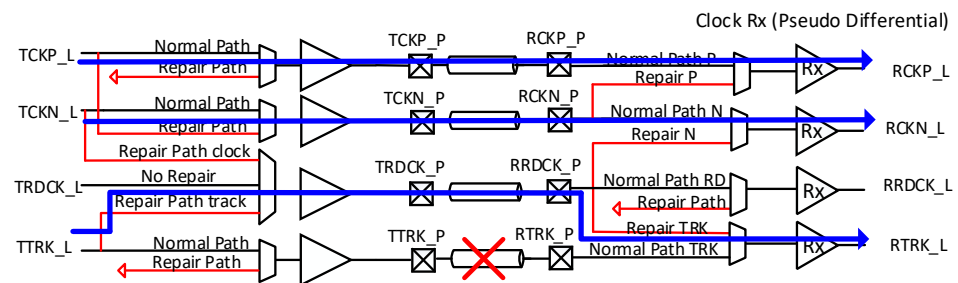 Clock Rx (Pseudo Differential)
TCKP_L
Normal Path
Repair Path
TCKP_P
RCKP_P
Normal Path P
Repair P
Rx
RCKP_L
TCKN_L
Normal Path
Repair Path
TCKN_P
RCKN_P
Normal Path N
Repair N
Rx
RCKN_L
Repair Path clock
TRDCK_L
No Repair
Repair Path track
TRDCK_P
RRDCK_P
Normal Path RD
Repair Path
Rx
RRDCK_L
TTRK_L
Normal Path
Repair Path
TTRK_P
RTRK_P
Repair TRK
Normal Path TRK
Rx
RTRK_L